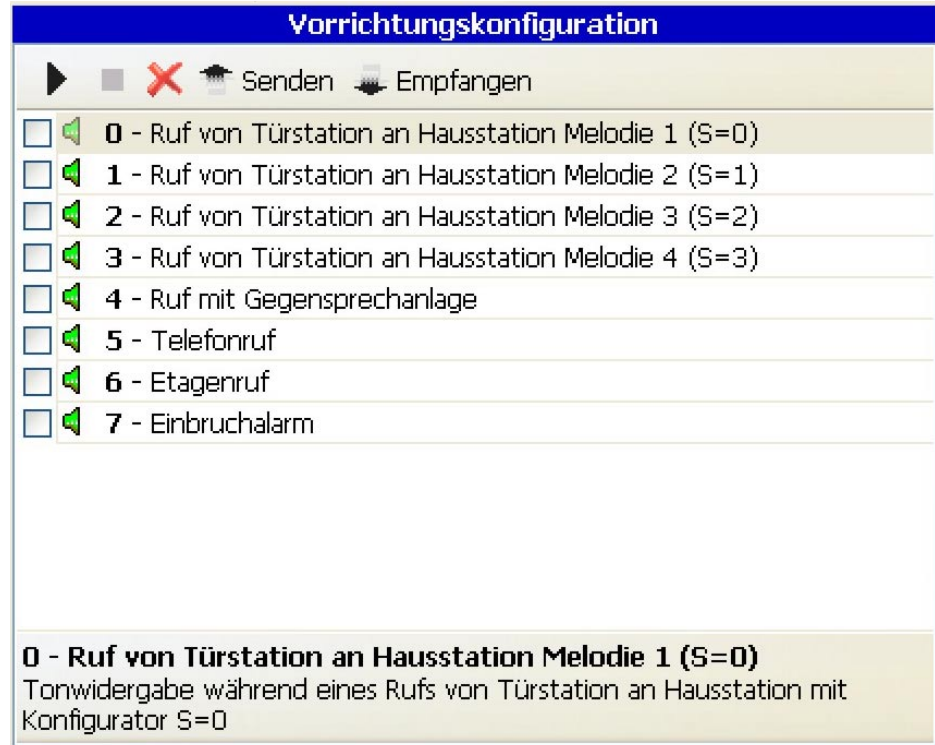 Vorrichtungskonfiguration
Senden Empfangen
0 - Ruf von Türstation an Hausstation Melodie 1 (S=0)
1 - Ruf von Türstation an Hausstation Melodie 2 (S=1)
2 - Ruf von Türstation an Hausstation Melodie 3 (S=2)
3 - Ruf von Türstation an Hausstation Melodie 4 (S=3)
4 - Ruf mit Gegensprechanlage
5 - Telefonruf
6 - Etagenruf
7 - Einbruchalarm
0 - Ruf von Türstation an Hausstation Melodie 1 (S=0)
Tonwidergabe während eines Rufs von Türstation an Hausstation mit
Konfigurator S=0